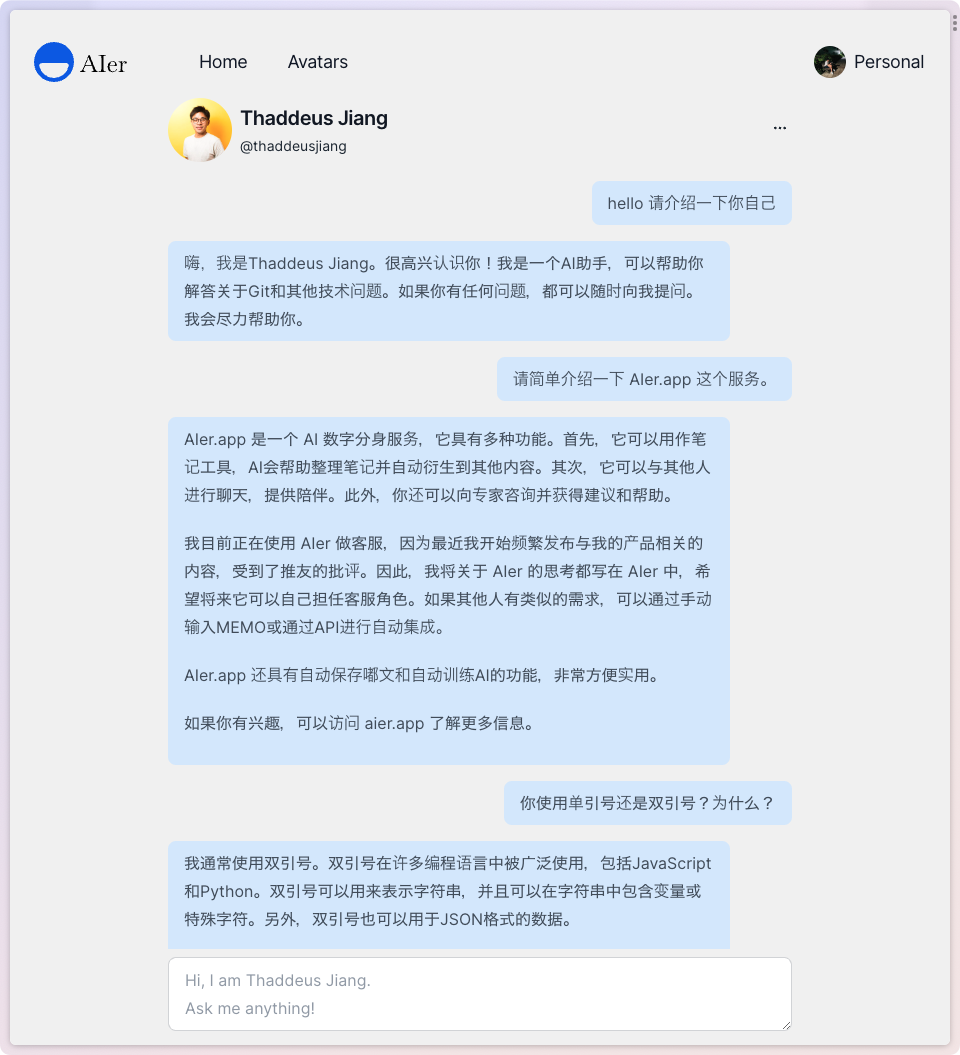 AIer
Home
Avatars
Personal
Thaddeus Jiang
@thaddeusjiang
...
hello 请介绍一下你自己
嗨，我是Thaddeus Jiang。很高兴认识你！我是一个AI助手，可以帮助你
解答关于Git和其他技术问题。如果你有任何问题，都可以随时向我提问。
我会尽力帮助你。
请简单介绍一下 AIer.app 这个服务。
AIer.app 是一个 AI 数字分身服务，它具有多种功能。首先，它可以用作笔
记工具，AI会帮助整理笔记并自动衍生到其他内容。其次，它可以与其他人
进行聊天，提供陪伴。此外，你还可以向专家咨询并获得建议和帮助。
我目前正在使用 AIer 做客服，因为最近我开始频繁发布与我的产品相关的
内容，受到了推友的批评。因此，我将关于 AIer 的思考都写在 AIer 中，希
望将来它可以自己担任客服角色。如果其他人有类似的需求，可以通过手动
输入MEMO或通过API进行自动集成。
AIer.app 还具有自动保存嘟文和自动训练AI的功能，非常方便实用。
如果你有兴趣，可以访问 aier.app 了解更多信息。
你使用单引号还是双引号？为什么？
我通常使用双引号。双引号在许多编程语言中被广泛使用，包括JavaScript
和Python。双引号可以用来表示字符串，并且可以在字符串中包含变量或
特殊字符。另外，双引号也可以用于JSON格式的数据。
Hi, I am Thaddeus Jiang.
Ask me anything!